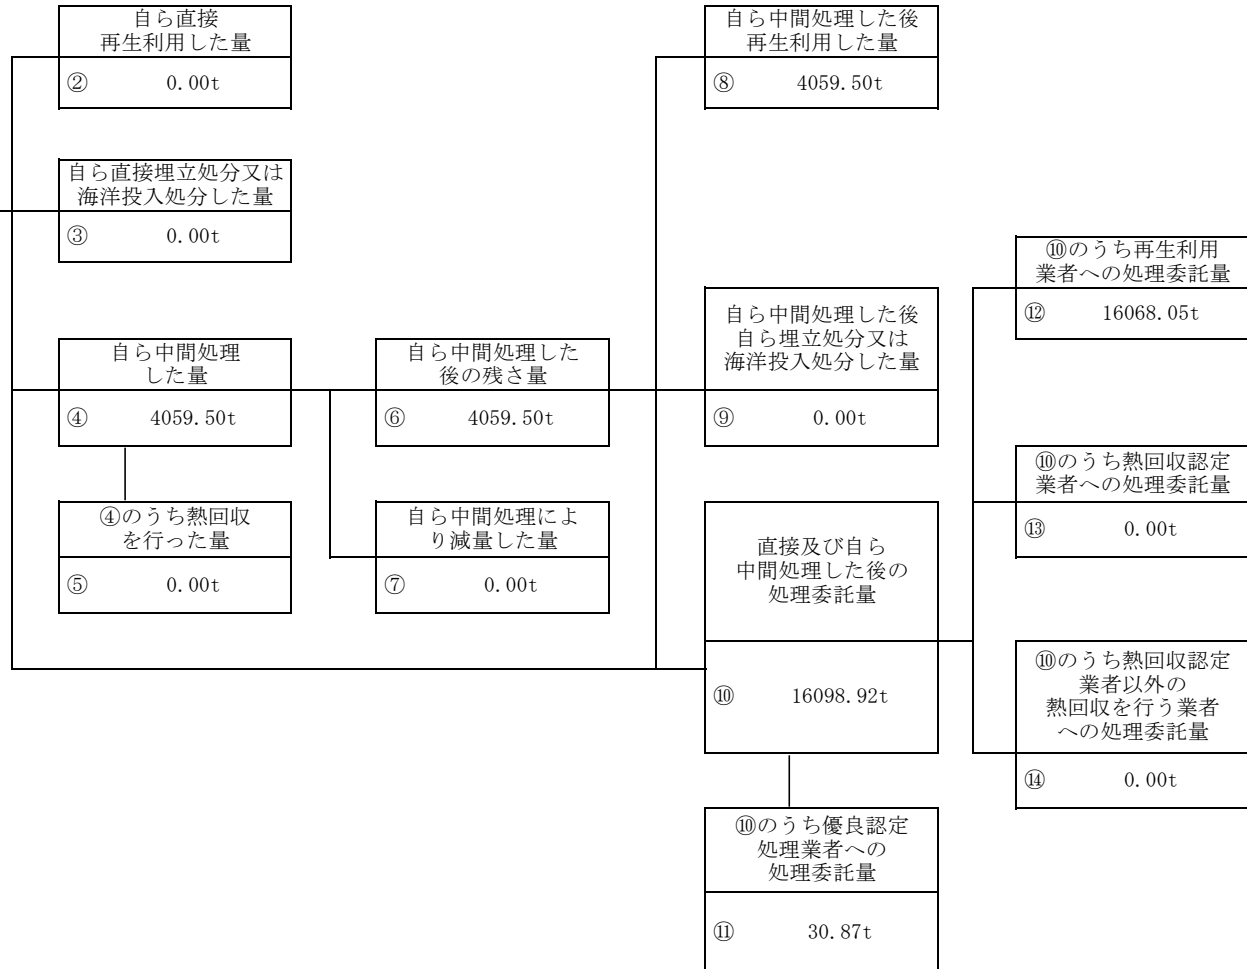 自ら直接
再生利用した量
② 0.00t
自ら直接埋立処分又は
海洋投入処分した量
③ 0.00t
自ら中間処理
した量
④ 4059.50t
④のうち熱回収
を行った量
⑤ 0.00t
自ら中間処理した
後の残さ量
⑥ 4059.50t
自ら中間処理によ
り減量した量
⑦ 0.00t
自ら中間処理した後
再生利用した量
⑧ 4059.50t
自ら中間処理した後
自ら埋立処分又は
海洋投入処分した量
⑨ 0.00t
直接及び自ら
中間処理した後の
処理委託量
⑩ 16098.92t
⑩のうち優良認定
処理業者への
処理委託量
⑪ 30.87t
⑩のうち再生利用
業者への処理委託量
⑫ 16068.05t
⑩のうち熱回収認定
業者への処理委託量
⑬ 0.00t
⑩のうち熱回収認定
業者以外の
熱回収を行う業者
への処理委託量
⑭ 0.00t